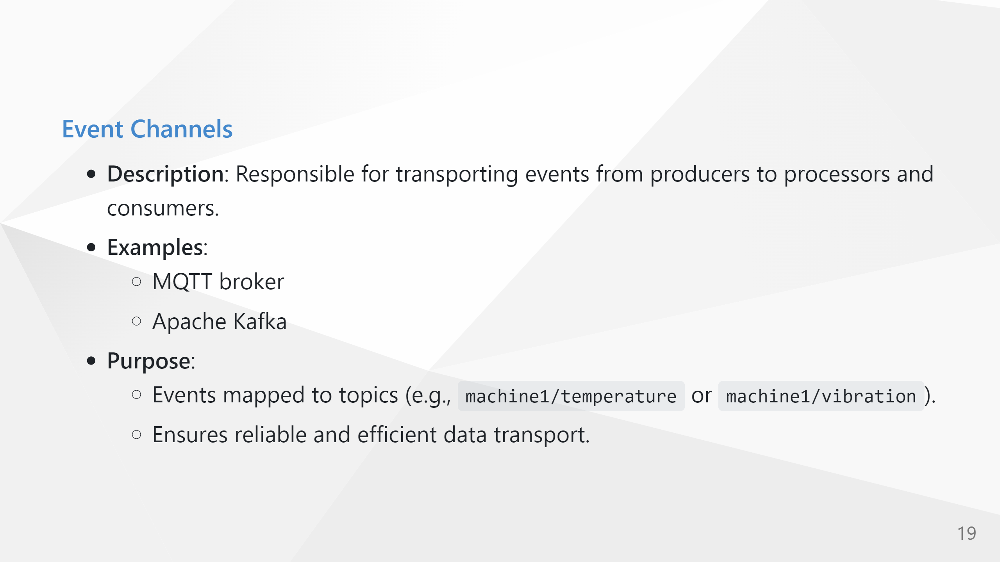 Event Channels
• Description: Responsible for transporting events from producers to processors and
consumers.
• Examples:
○ MQTT broker
○ Apache Kafka
• Purpose:
○ Events mapped to topics (e.g., machine1/temperature or machine1/vibration).
○ Ensures reliable and efficient data transport.
19